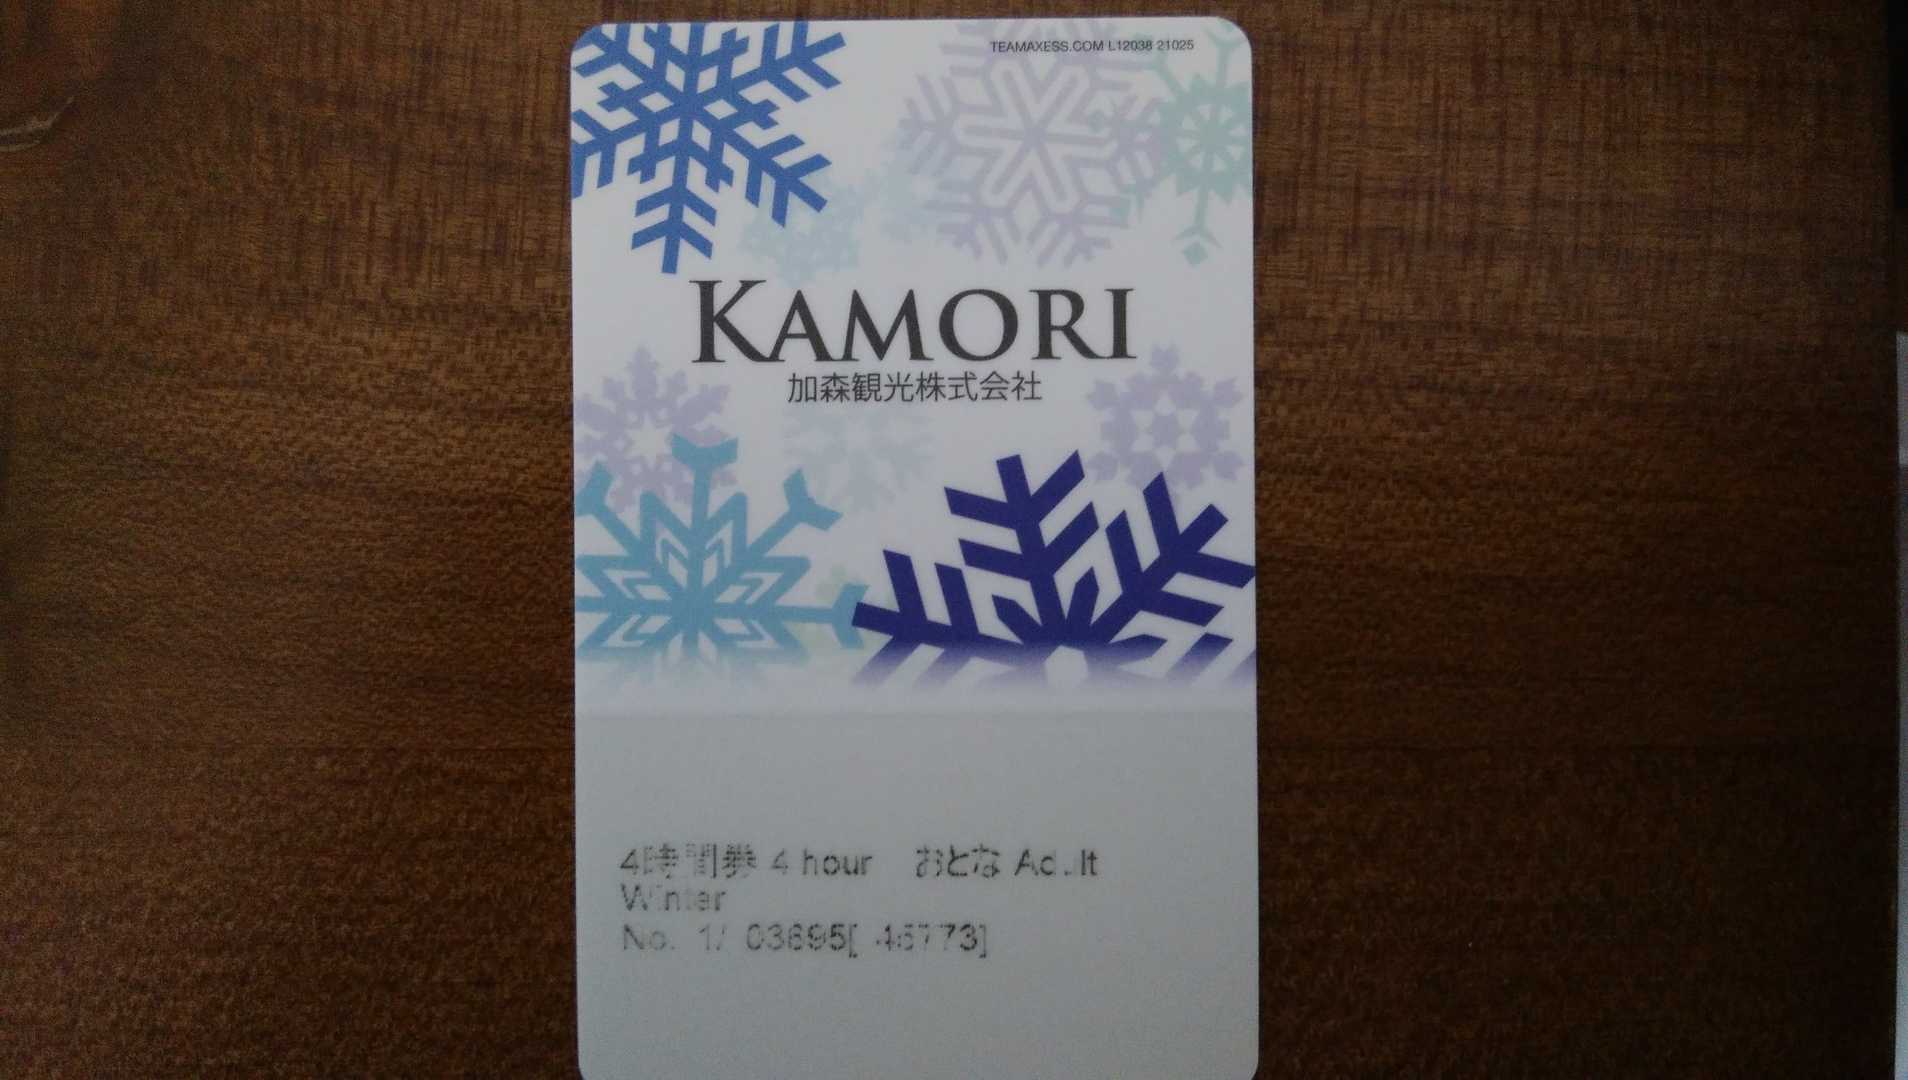 TEAMAXESS.COM L12038 21025
KAMORI
加森観光株式会社
4時間券 4 hour おとな Adult
Winter
No. 1/ 03695[ 46773]